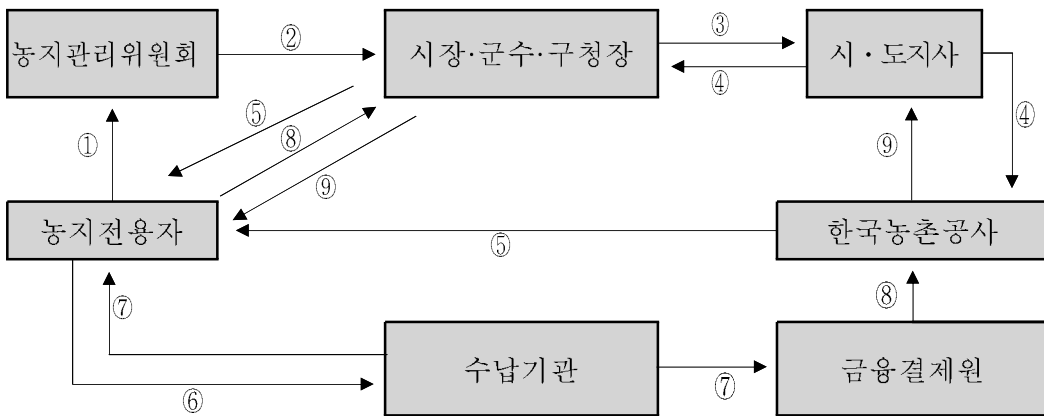 농지관리위원회
②
시장·군수·구청장
③
④
시·도지사
⑤
⑧
⑨
①
⑨
④
농지전용자
⑤
한국농촌공사
⑦
⑧
수납기관
⑥
⑦
금융결제원